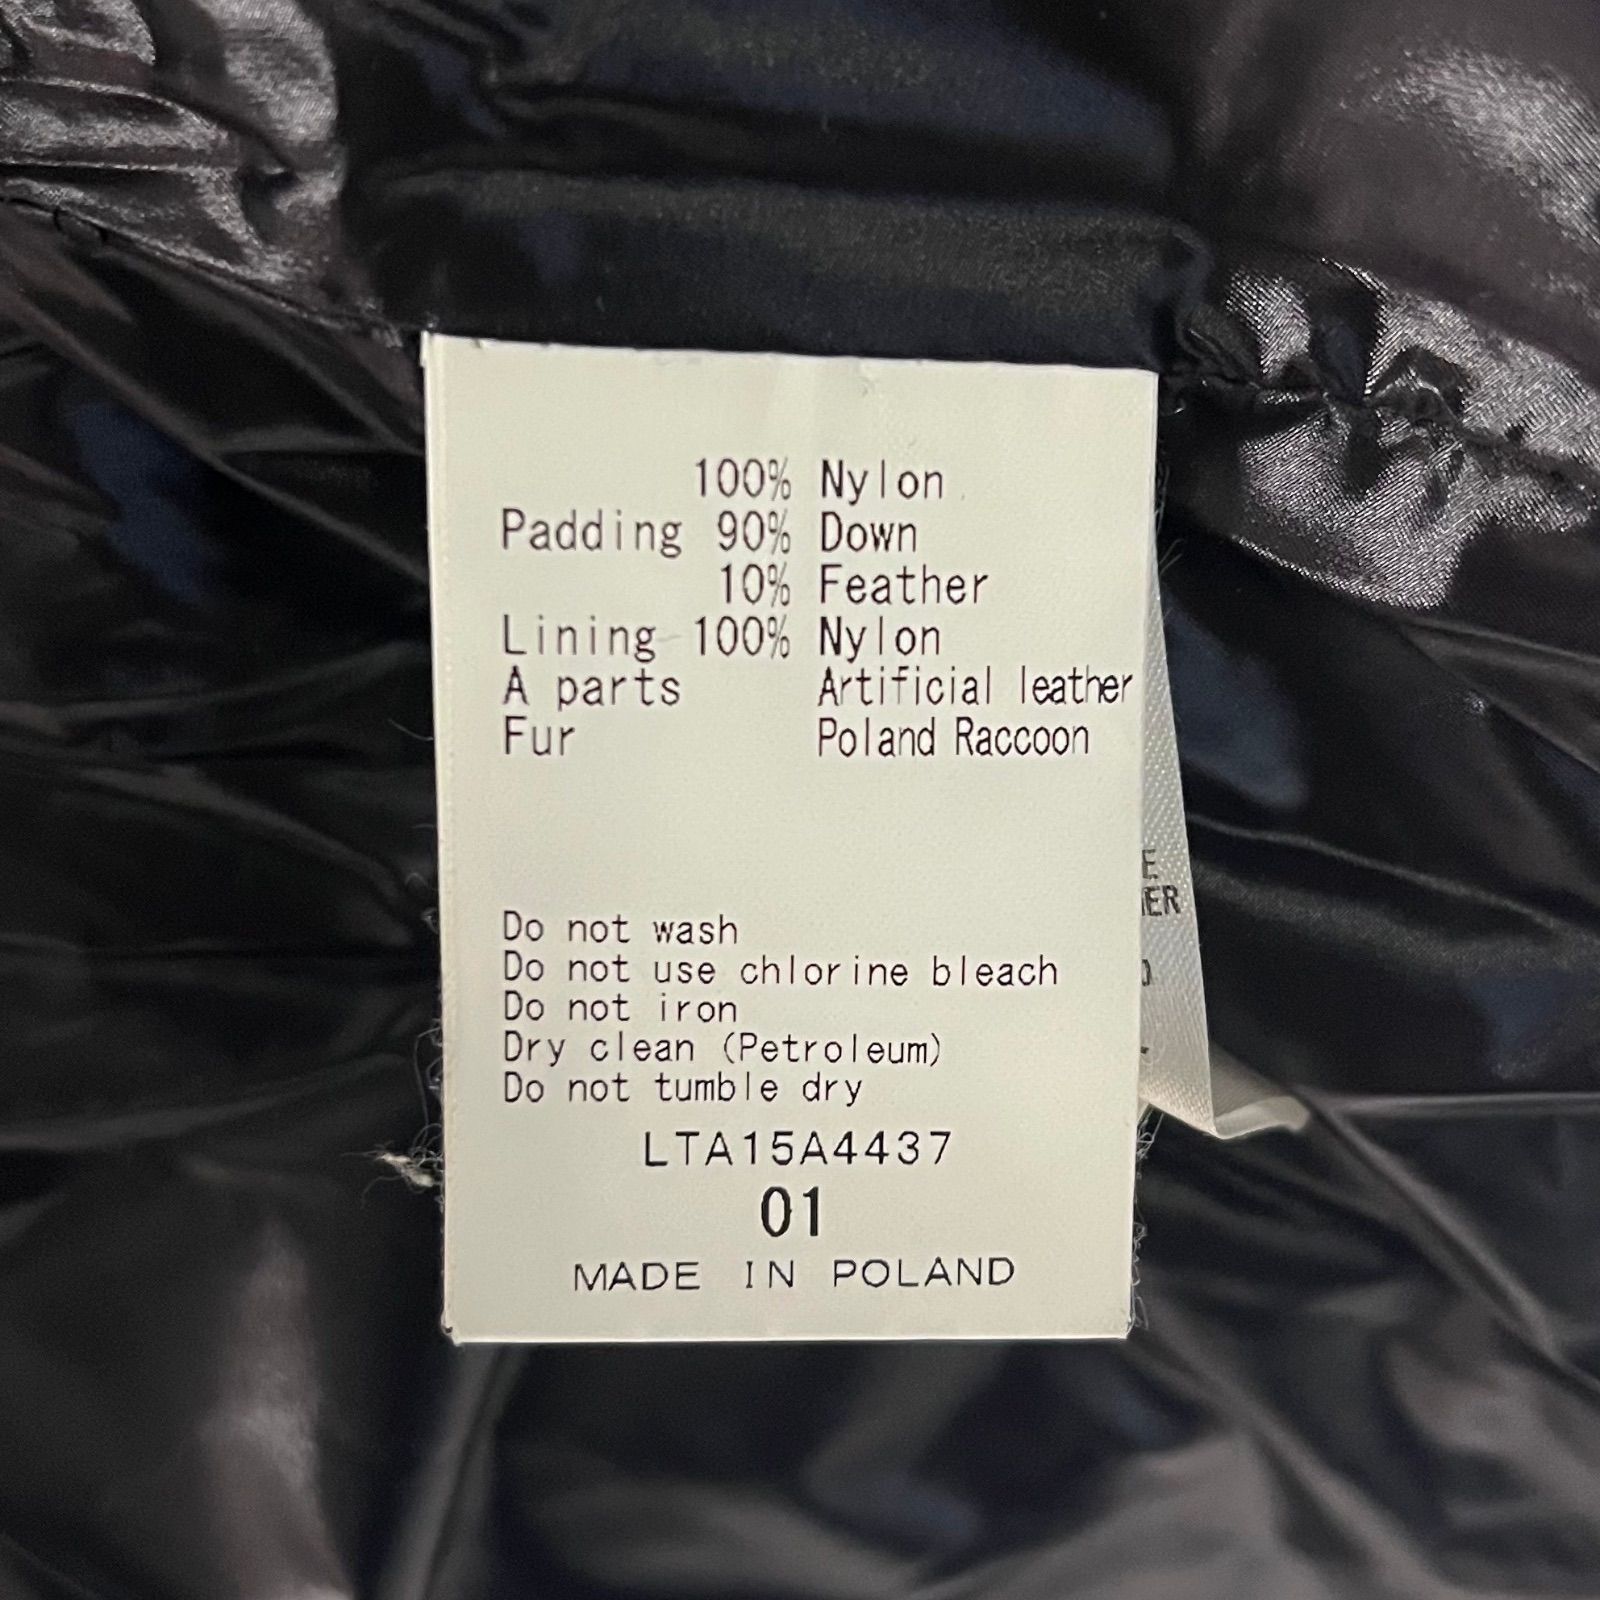 100% Nylon
Padding 90% Down
10% Feather
Lining 100% Nylon
A parts Artificial leather
Fur Poland Raccoon
Do not wash
Do not use chlorine bleach
Do not iron
Dry clean (Petroleum)
Do not tumble dry
LTA15A4437
01
MADE IN POLAND